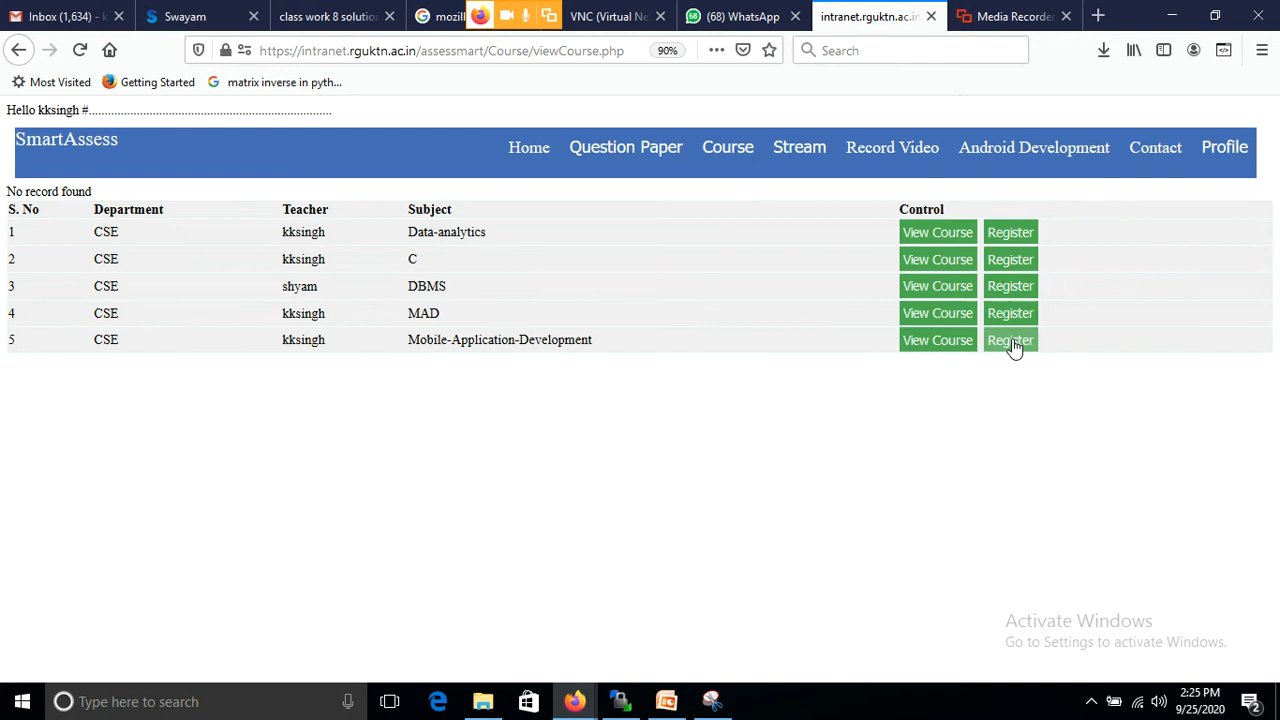 Inbox (1,634) - k
Swayam
class work 8 solutio
mozill
VNC (Virtual Ne
(68) WhatsApp
intranet.rguktn.ac.in/
Media Recorder
https://intranet.rguktn.ac.in/assessmart/Course/viewCourse.php
90%
Search
Most Visited
Getting Started
matrix inverse in pyth...
Hello kksingh #...........................................................................
SmartAssess
Home Question Paper Course Stream Record Video Android Development Contact Profile
No record found
S. No Department Teacher Subject Control
1 CSE kksingh Data-analytics View Course Register
2 CSE kksingh C View Course Register
3 CSE shyam DBMS View Course Register
4 CSE kksingh MAD View Course Register
5 CSE kksingh Mobile-Application-Development View Course Register
Activate Windows
Go to Settings to activate Windows.
Type here to search
2:25 PM
9/25/2020
2